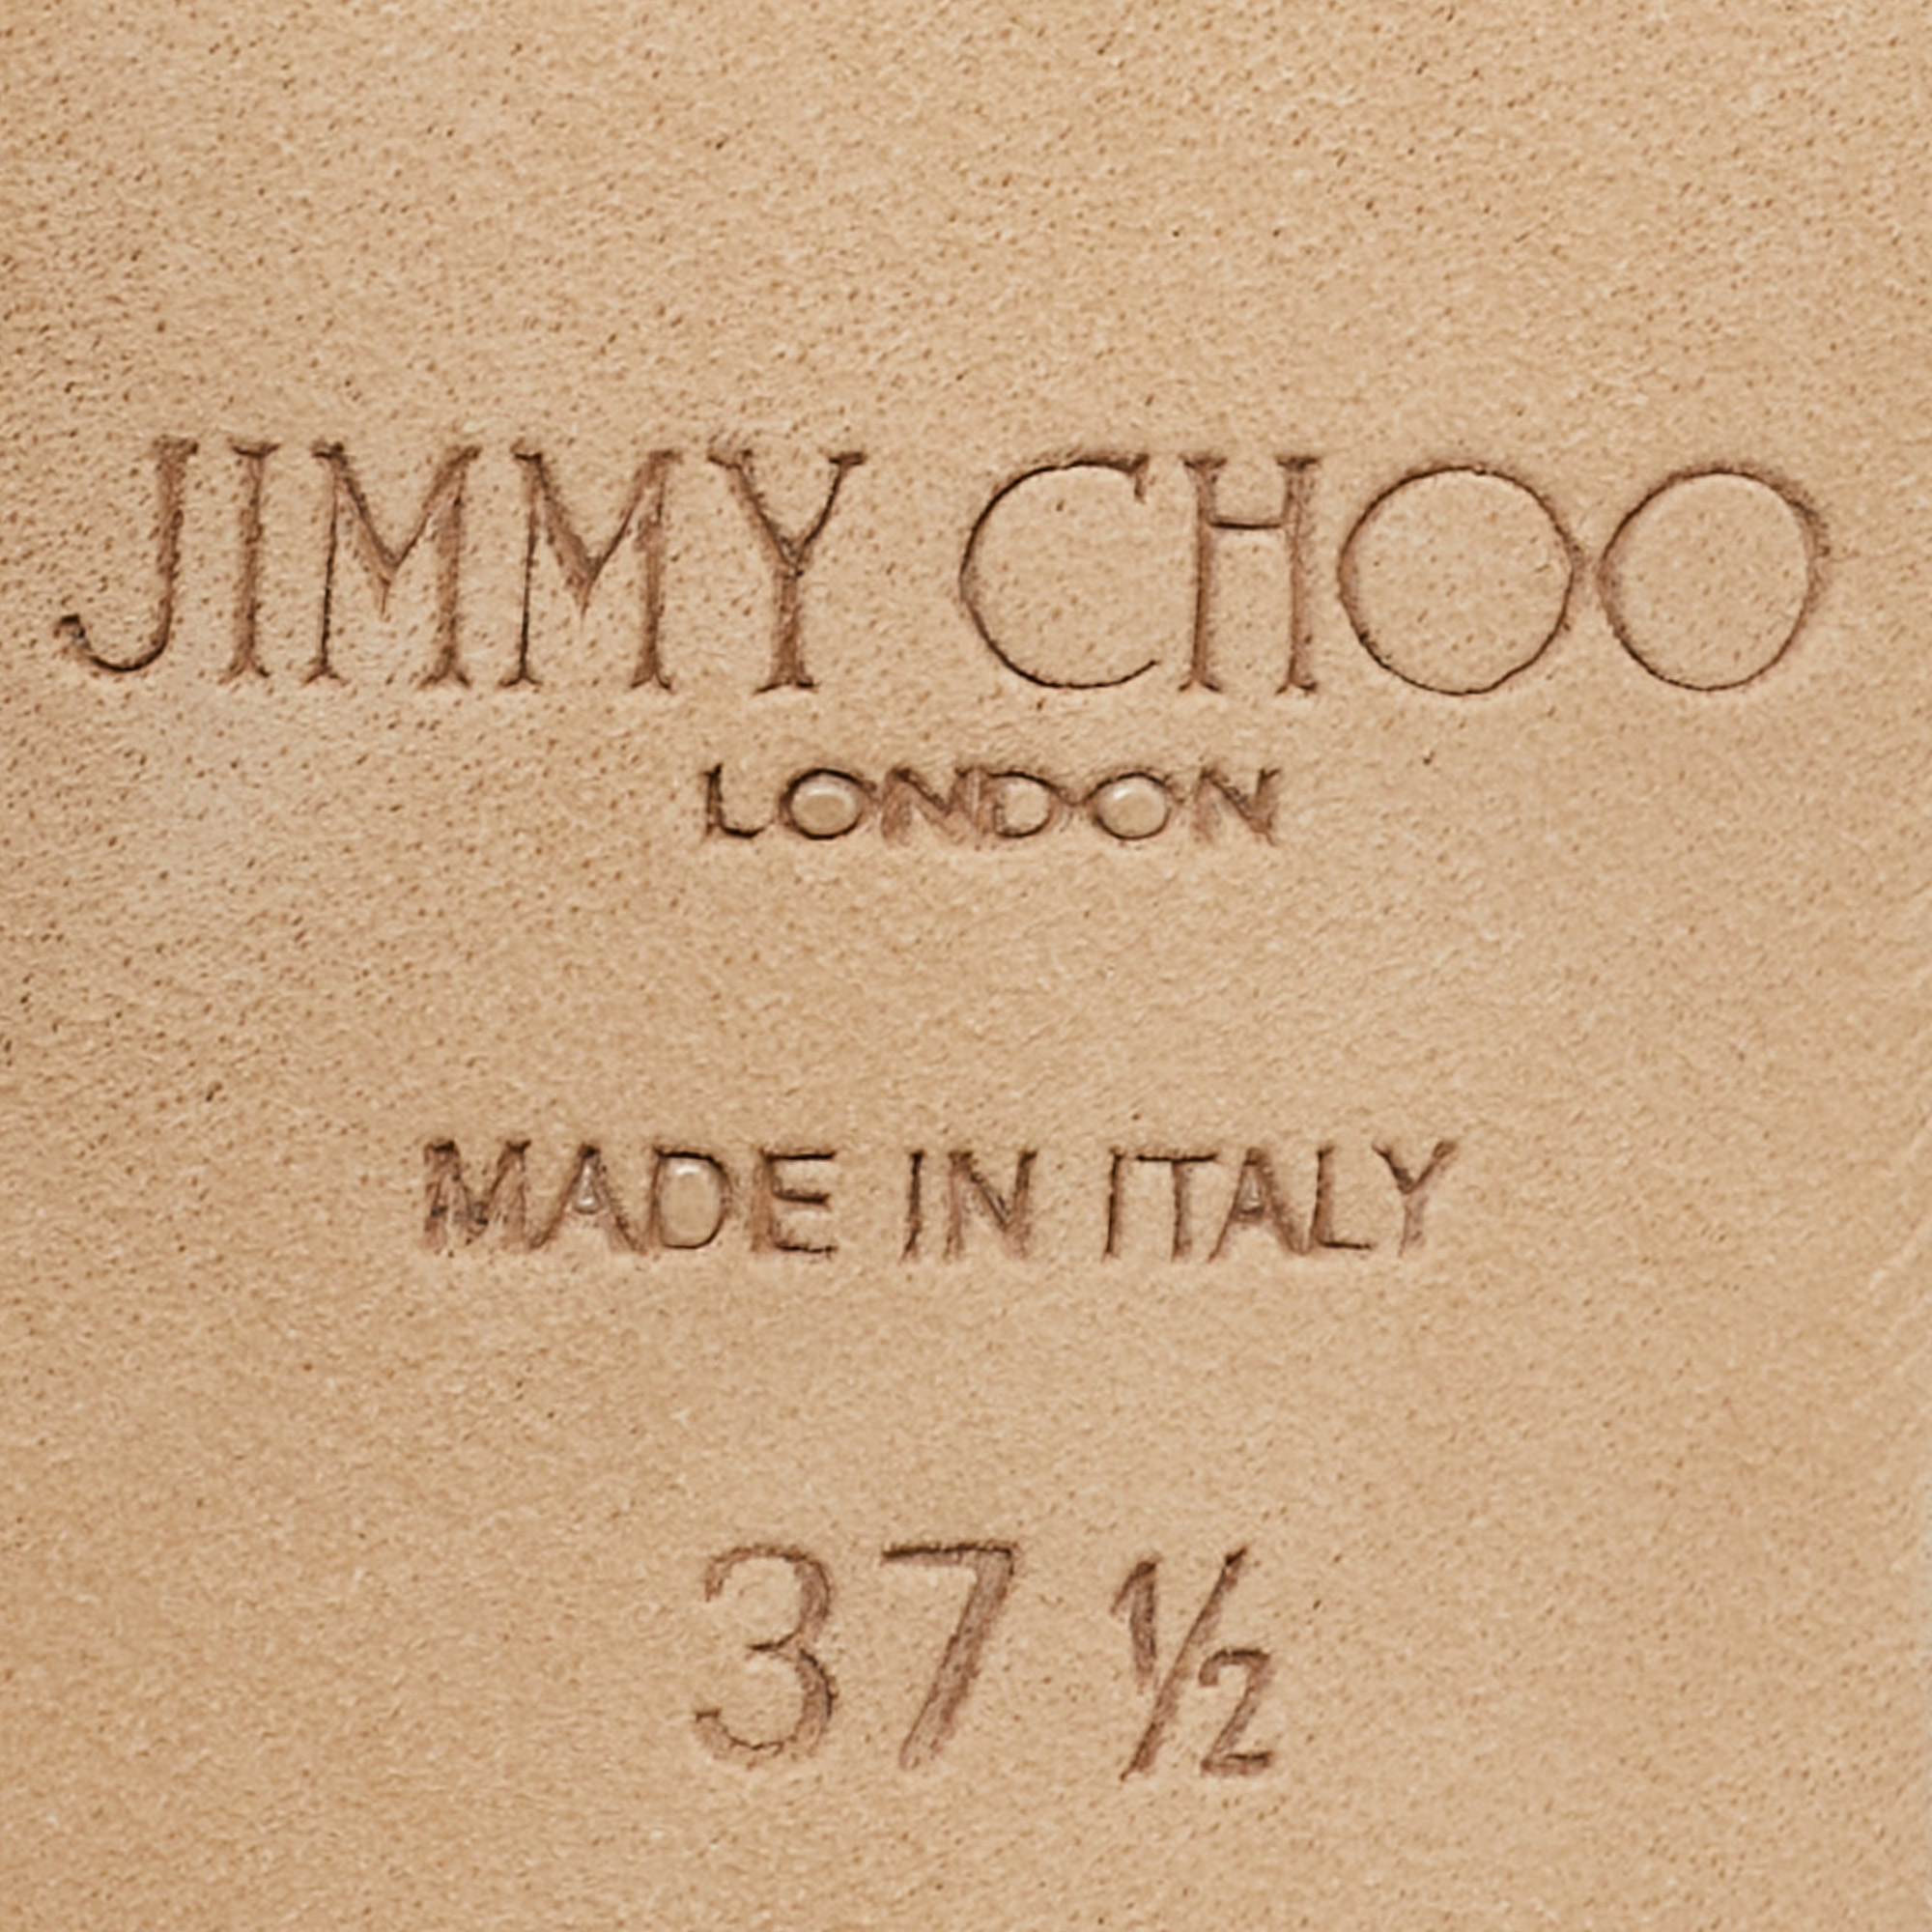 JIMMY CHOO
LONDON
MADE IN ITALY
37 ½